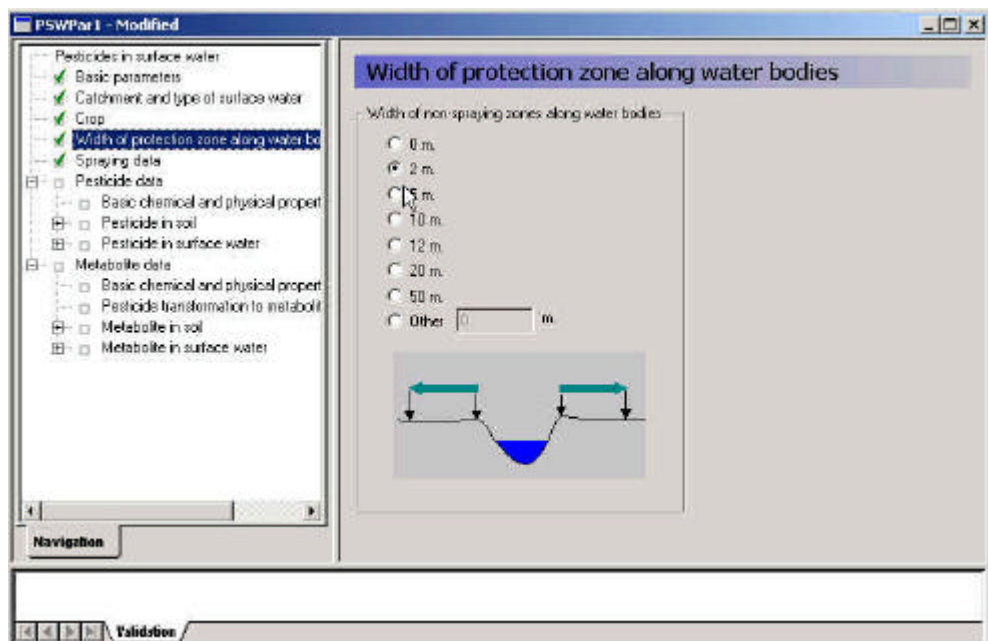 PSWPar1 - Modified
Pesticides in surface water
Basic parameters
Catchment and type of surface water
Crop
Width of protection zone along water bo
Spraying data
Pesticide data
Basic chemical and physical propert
Pesticide in soil
Pesticide in surface water
Metabolite data
Basic chemical and physical propert
Pesticide transformation to metabolit
Metabolite in soil
Metabolite in surface water
Navigation
Width of protection zone along water bodies
Width of non-spraying zones along water bodies
0 m.
2 m.
5 m.
10 m.
12 m.
20 m.
50 m.
Other 0 m.
Validation